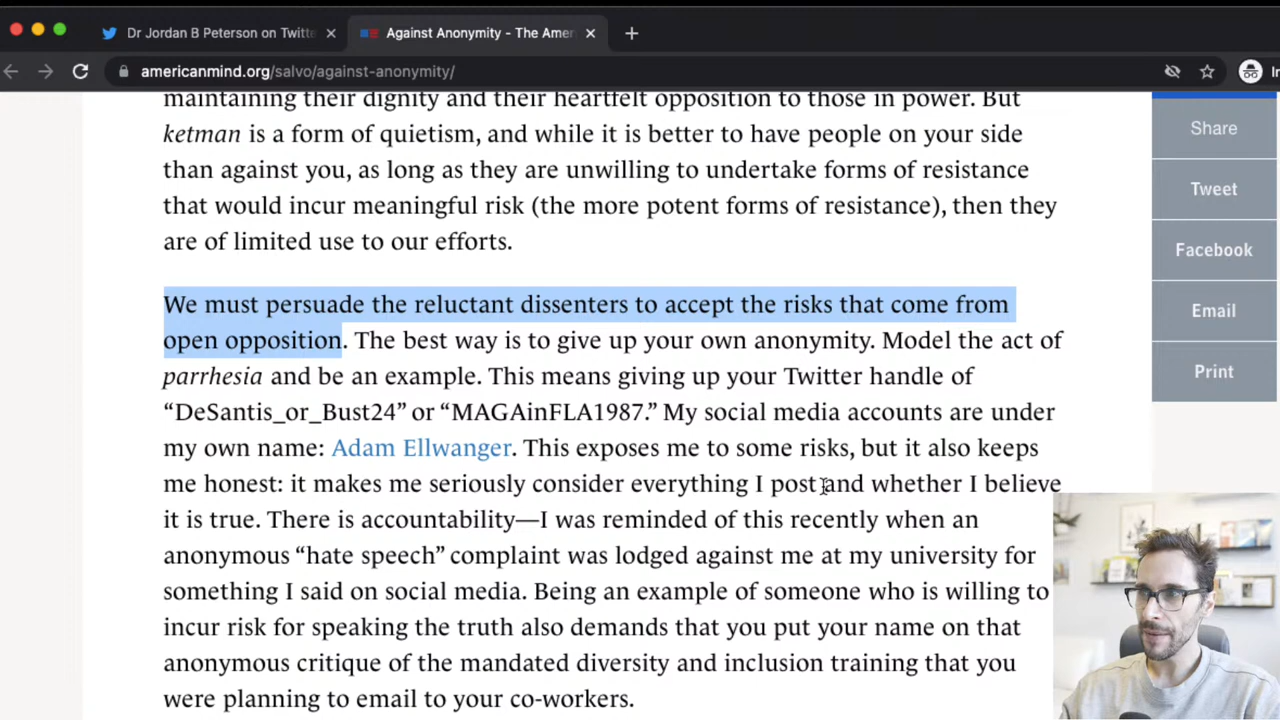 Dr Jordan B Peterson on Twitte
Against Anonymity - The Amer
americanmind.org/salvo/against-anonymity/
In
maintaining their dignity and their heartfelt opposition to those in power. But
ketman is a form of quietism, and while it is better to have people on your side
than against you, as long as they are unwilling to undertake forms of resistance
that would incur meaningful risk (the more potent forms of resistance), then they
are of limited use to our efforts.
We must persuade the reluctant dissenters to accept the risks that come from
open opposition. The best way is to give up your own anonymity. Model the act of
parrhesia and be an example. This means giving up your Twitter handle of
“DeSantis_or_Bust24” or “MAGAinFLA1987.” My social media accounts are under
my own name: Adam Ellwanger. This exposes me to some risks, but it also keeps
me honest: it makes me seriously consider everything I post and whether I believe
it is true. There is accountability—I was reminded of this recently when an
anonymous “hate speech” complaint was lodged against me at my university for
something I said on social media. Being an example of someone who is willing to
incur risk for speaking the truth also demands that you put your name on that
anonymous critique of the mandated diversity and inclusion training that you
were planning to email to your co-workers.
Share
Tweet
Facebook
Email
Print